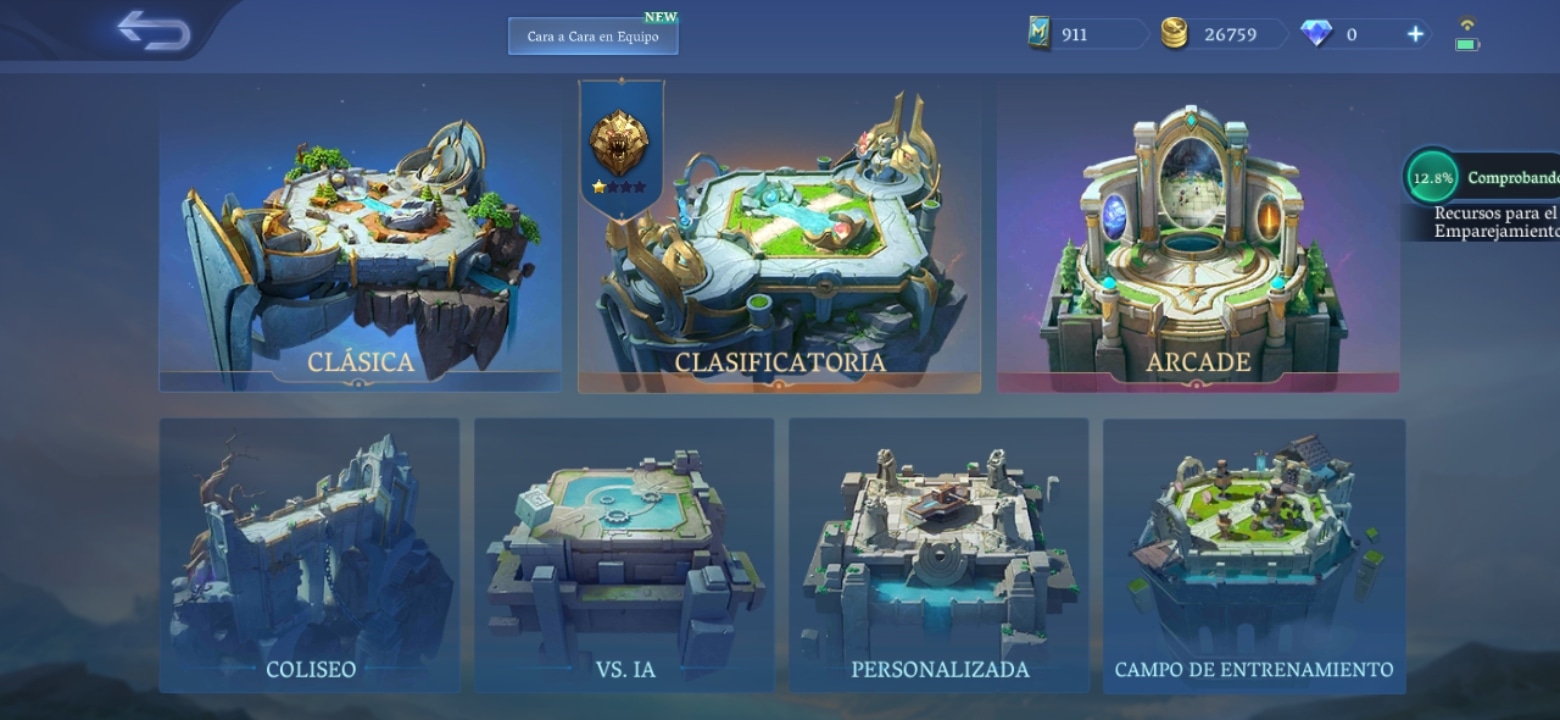 NEW
Cara a Cara en Equipo
911
26759
0
12.8%
Comprobando
Recursos para el
Emparejamiento
CLÁSICA
CLASIFICATORIA
ARCADE
COLISEO
VS. IA
PERSONALIZADA
CAMPO DE ENTRENAMIENTO